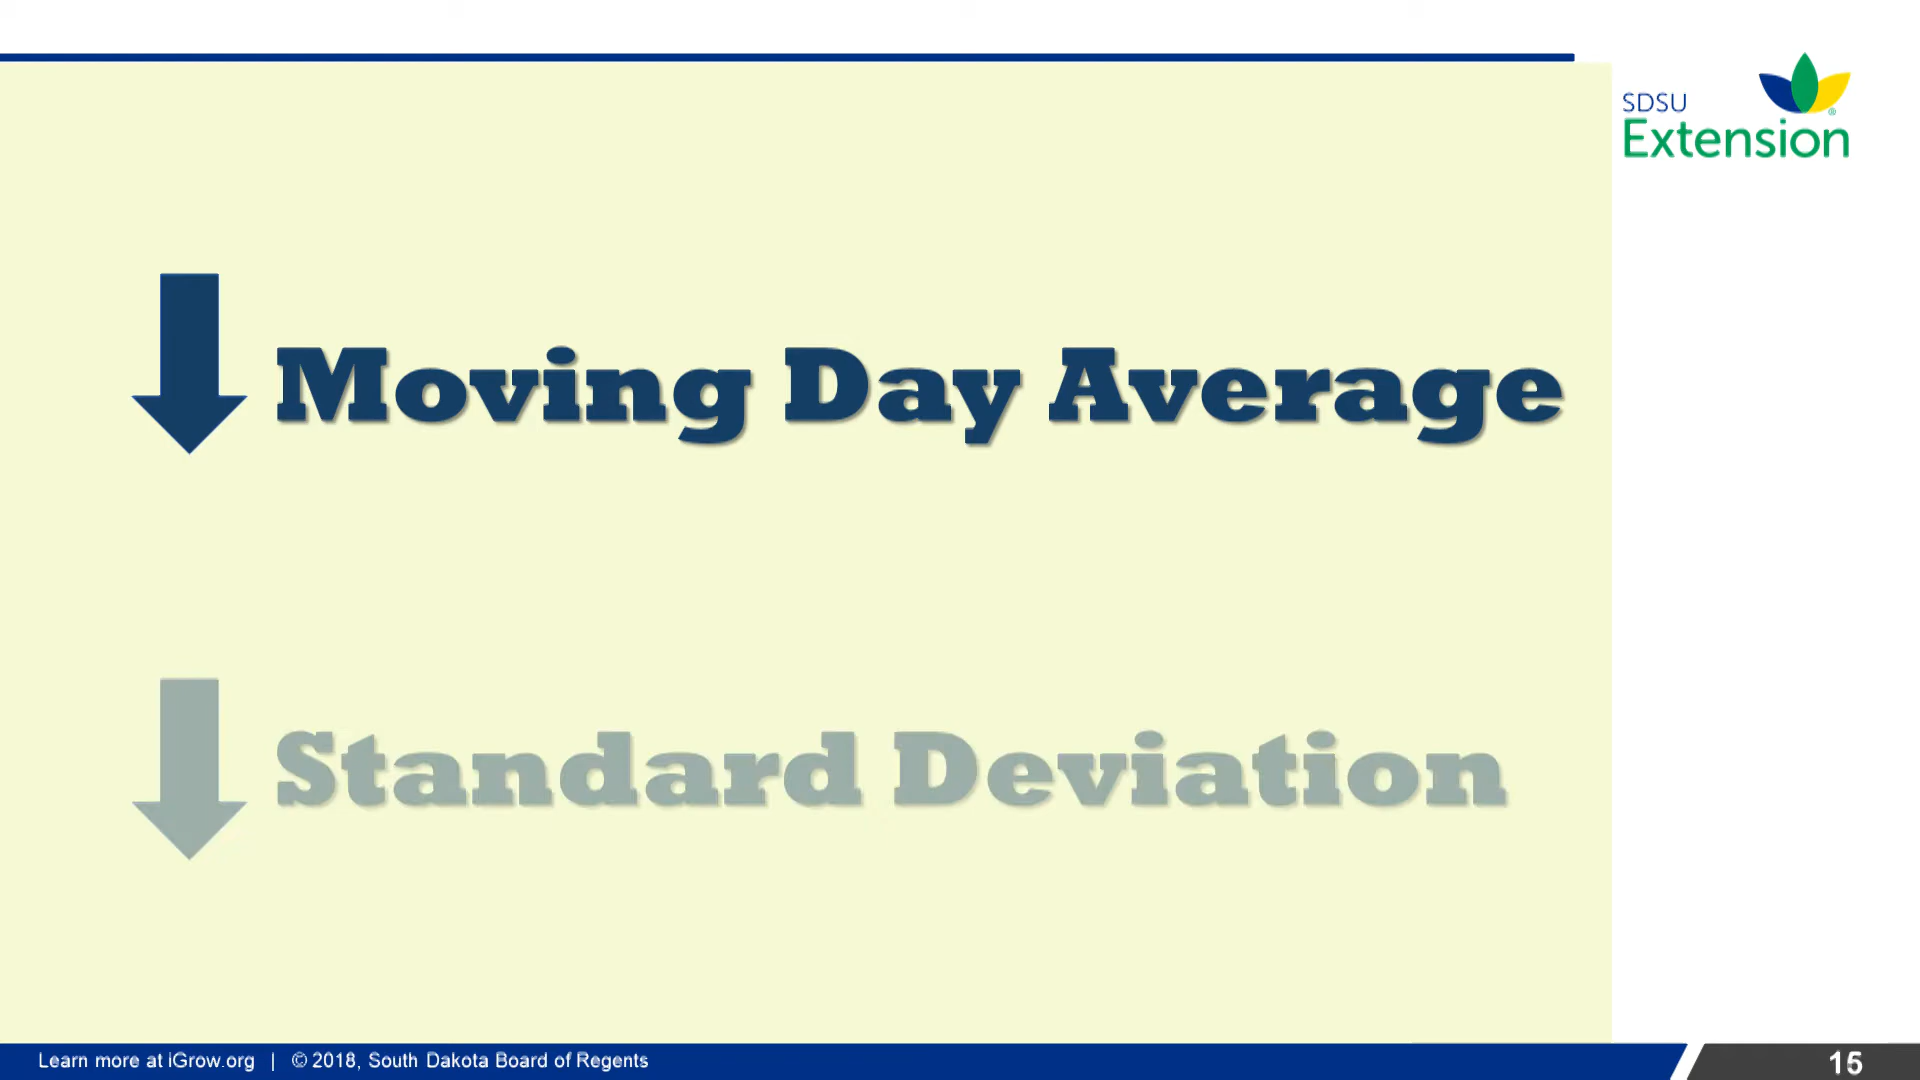 SDSU
Extension
Moving Day Average
Standard Deviation
Learn more at iGrow.org | © 2018, South Dakota Board of Regents
15